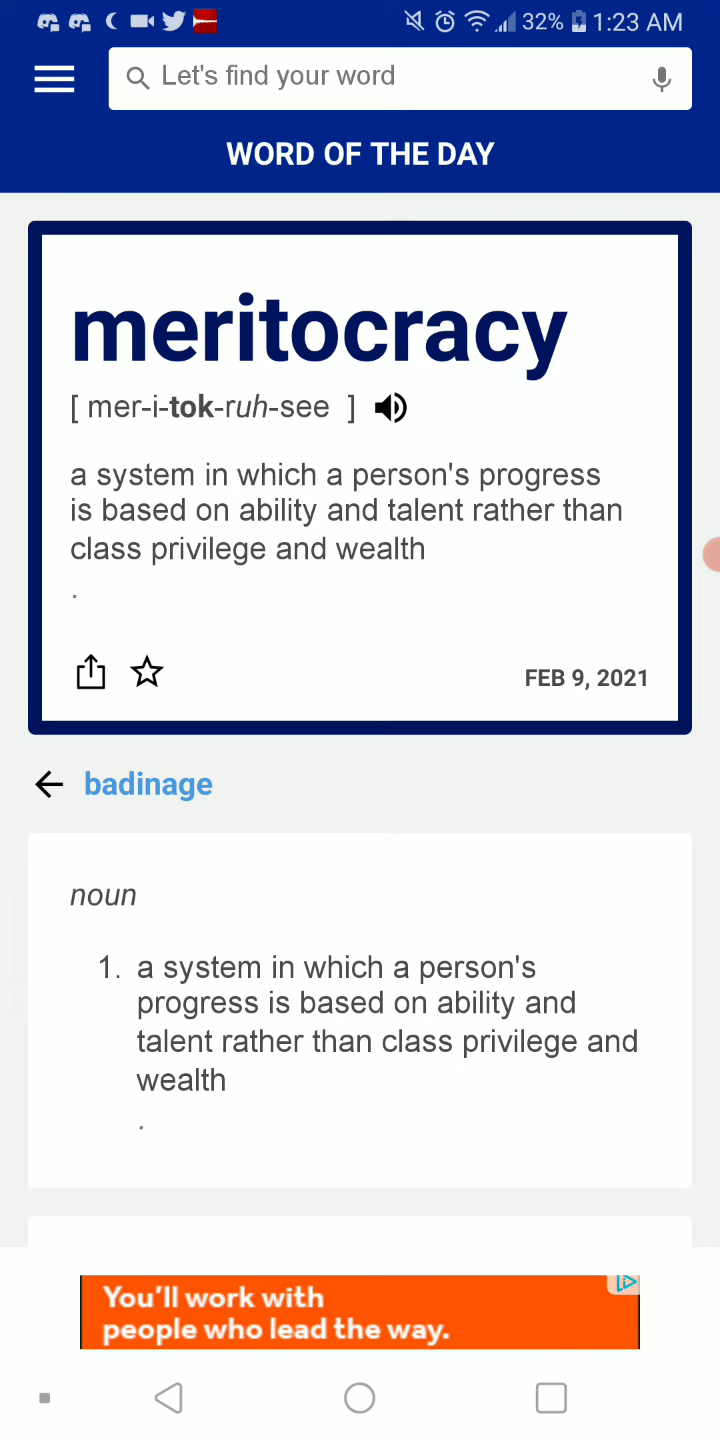 32% 1:23 AM
Let's find your word
WORD OF THE DAY
meritocracy
[ mer-i-tok-ruh-see ]
a system in which a person's progress
is based on ability and talent rather than
class privilege and wealth
.
FEB 9, 2021
badinage
noun
1. a system in which a person's
progress is based on ability and
talent rather than class privilege and
wealth
.
You'll work with
people who lead the way.